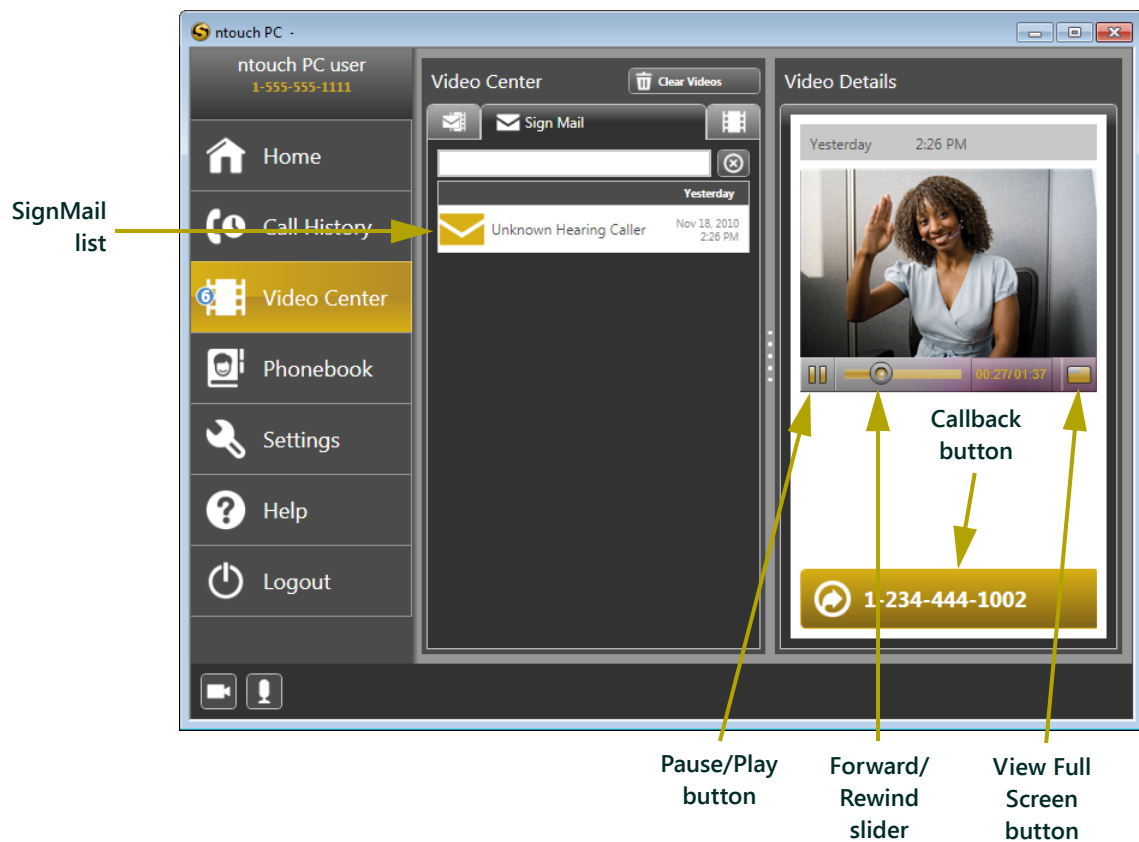 ntouch PC -
ntouch PC user
1-555-555-1111
Home
Call History
6
Video Center
Phonebook
Settings
Help
Logout
Video Center
Clear Videos
Sign Mail
Yesterday
Unknown Hearing Caller
Nov 18, 2010
2:26 PM
Video Details
Yesterday 2:26 PM
00:27/01:37
1-234-444-1002
SignMail
list
Callback
button
Pause/Play
button
Forward/
Rewind
slider
View Full
Screen
button